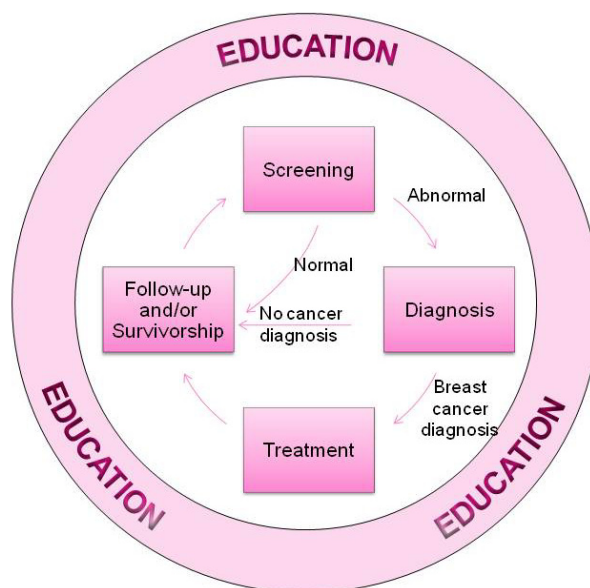 EDUCATION
Screening
Abnormal
Normal
Follow-up
and/or
Survivorship
No cancer
diagnosis
Diagnosis
Breast
cancer
diagnosis
Treatment
EDUCATION
EDUCATION